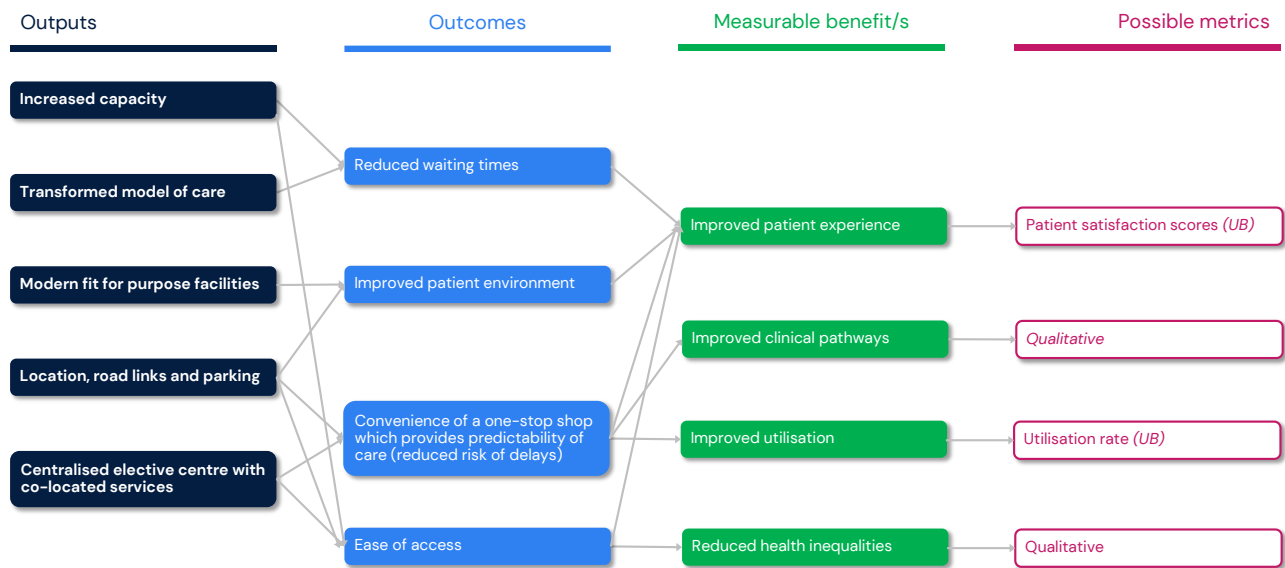 Outputs
Outcomes
Measurable benefit/s
Possible metrics
Increased capacity
Transformed model of care
Modern fit for purpose facilities
Location, road links and parking
Centralised elective centre with
co-located services
Reduced waiting times
Improved patient environment
Convenience of a one-stop shop
which provides predictability of
care (reduced risk of delays)
Ease of access
Improved patient experience
Improved clinical pathways
Improved utilisation
Reduced health inequalities
Patient satisfaction scores (UB)
Qualitative
Utilisation rate (UB)
Qualitative